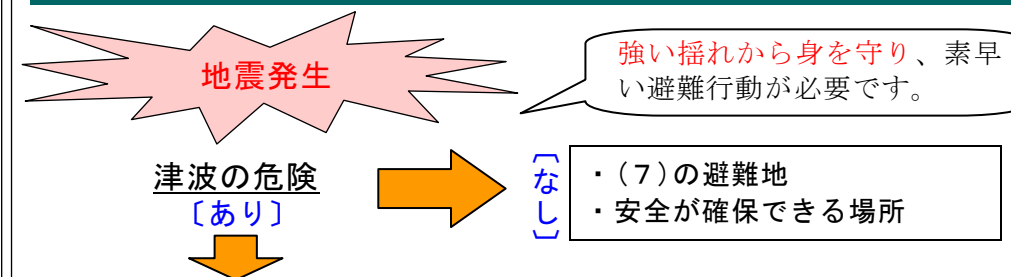 地震発生
強い揺れから身を守り、素早
い避難行動が必要です。
津波の危険
〔あり〕
〔なし〕
・(7)の避難地
・安全が確保できる場所